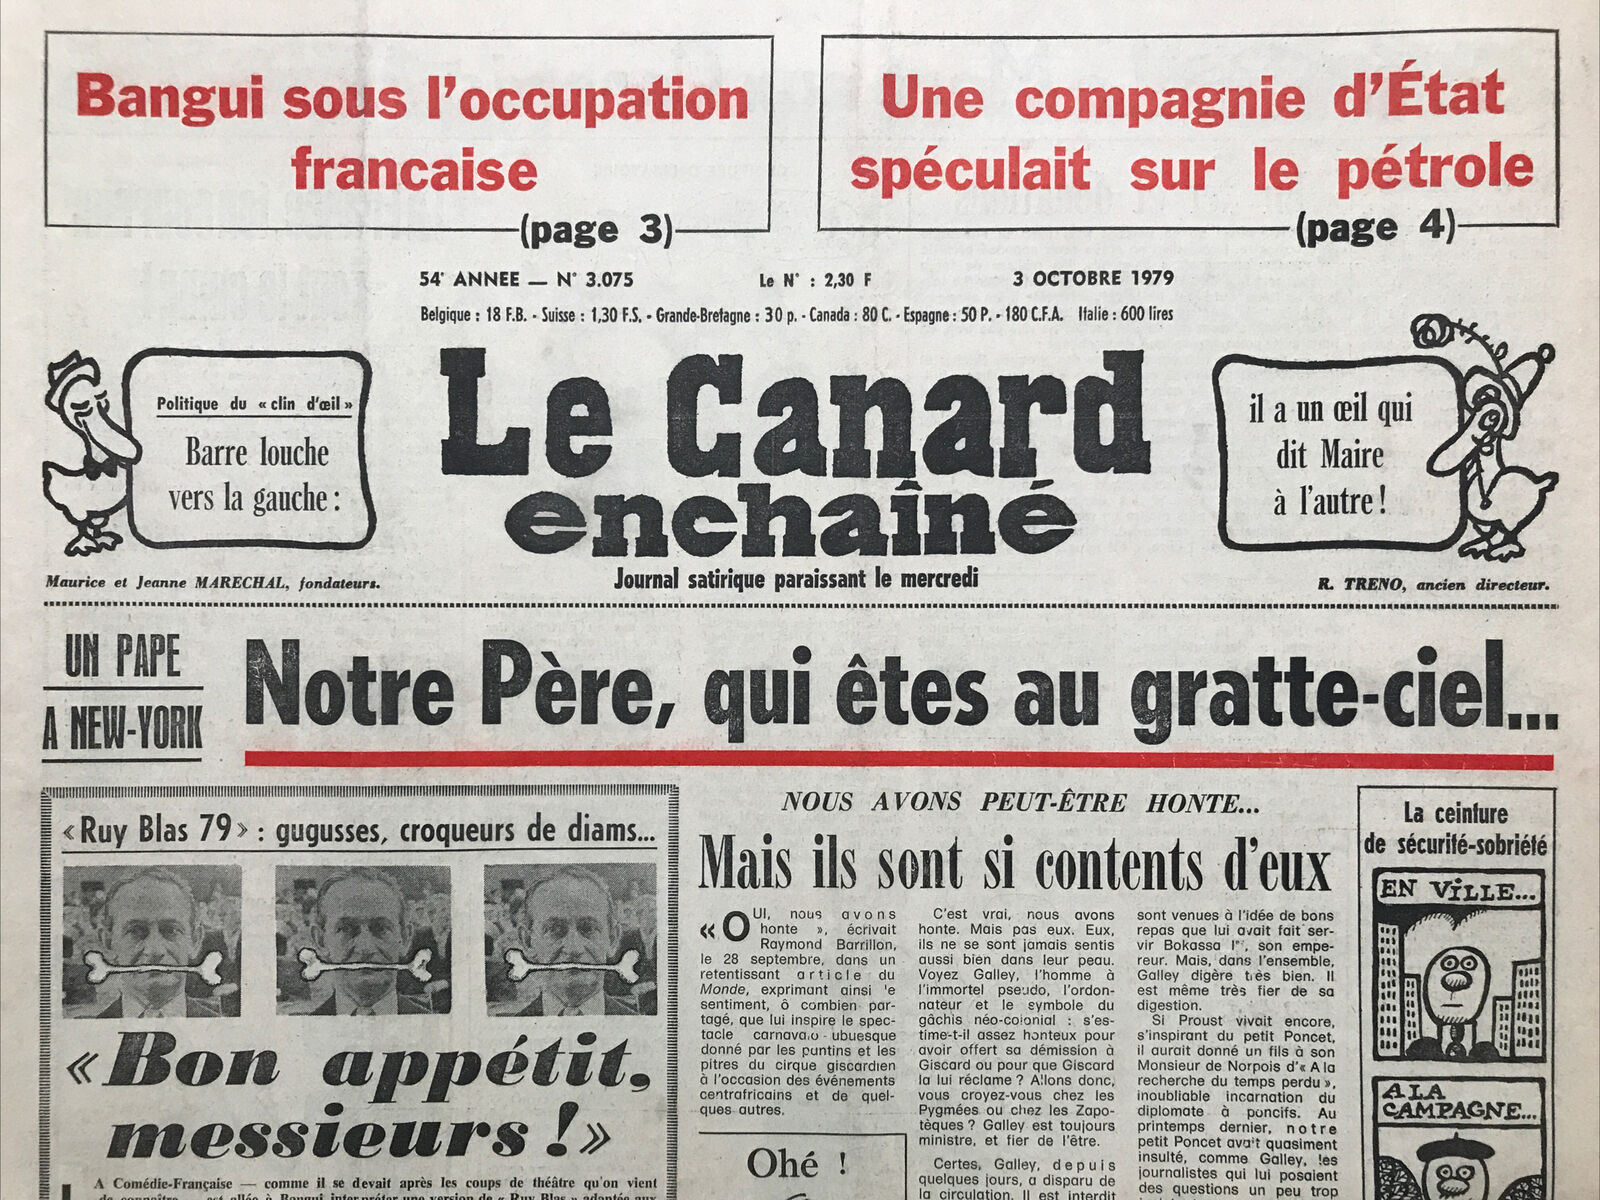 Bangui sous l'occupation
francaise
(page 3)
Une compagnie d'État
spéculait sur le pétrole
(page 4)
54e ANNEE — N° 3.075
Le N° : 2,30 F
3 OCTOBRE 1979
Belgique : 18 F.B. - Suisse : 1,30 F.S. - Grande-Bretagne : 30 p. - Canada : 80 C. - Espagne : 50 P. - 180 C.F.A. Italie : 600 lires
Politique du « clin d'œil »
Barre louche
vers la gauche :
Le Canard
enchaîné
Journal satirique paraissant le mercredi
il a un œil qui
dit Maire
à l'autre !
Maurice et Jeanne MARECHAL, fondateurs.
R. TRENO, ancien directeur.
UN PAPE
A NEW-YORK
Notre Père, qui êtes au gratte-ciel...
« Ruy Blas 79 » : gugusses, croqueurs de diams...
« Bon appétit,
messieurs ! »
A Comédie-Française — comme il se devait après les coups de théâtre qu'on vient
NOUS AVONS PEUT-ÊTRE HONTE...
Mais ils sont si contents d'eux
« OUI, nous avons
honte », écrivait
Raymond Barrillon,
le 28 septembre, dans un
retentissant article du
Monde, exprimant ainsi le
sentiment, ô combien par-
tagé, que lui inspire le spec-
tacle carnavalo-ubuesque
donné par les pantins et les
pitres du cirque giscardien
à l'occasion des événements
centrafricains et de quel-
ques autres.
Ohé !
C'est vrai, nous avons
honte. Mais pas eux. Eux,
ils ne se sont jamais sentis
aussi bien dans leur peau.
Voyez Galley, l'homme à
l'immortel pseudo, l'ordon-
nateur et le symbole du
gâchis néo-colonial : s'es-
time-t-il assez honteux pour
avoir offert sa démission à
Giscard ou pour que Giscard
la lui réclame ? Allons donc,
vous croyez-vous chez les
Pygmées ou chez les Zapo-
tèques ? Galley est toujours
ministre, et fier de l'être.
Certes, Galley, depuis
quelques jours, a disparu de
la circulation. Il est interdit
sont venues à l'idée de bons
repas que lui avait fait ser-
vir Bokassa Ier, son empe-
reur. Mais, dans l'ensemble,
Galley digère très bien. Il
est même très fier de sa
digestion.
Si Proust vivait encore,
s'inspirant du petit Poncet,
il aurait donné un fils à son
Monsieur de Norpois d'« A la
recherche du temps perdu »,
inoubliable incarnation du
diplomate à poncifs. Au
printemps dernier, notre
petit Poncet avait quasiment
insulté, comme Galley, les
journalistes qui lui posaient
des questions un peu trop
La ceinture
de sécurité-sobriété
EN VILLE...
A LA
CAMPAGNE...